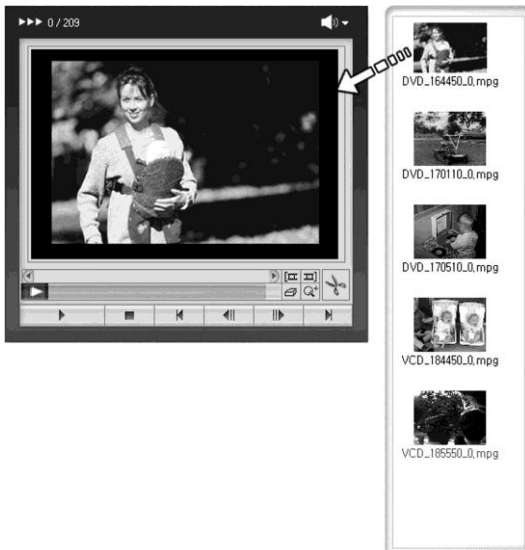 ▶▶▶ 0 / 209
DVD_164450_0.mpg
DVD_170110_0.mpg
DVD_170510_0.mpg
VCD_184450_0.mpg
VCD_185550_0.mpg